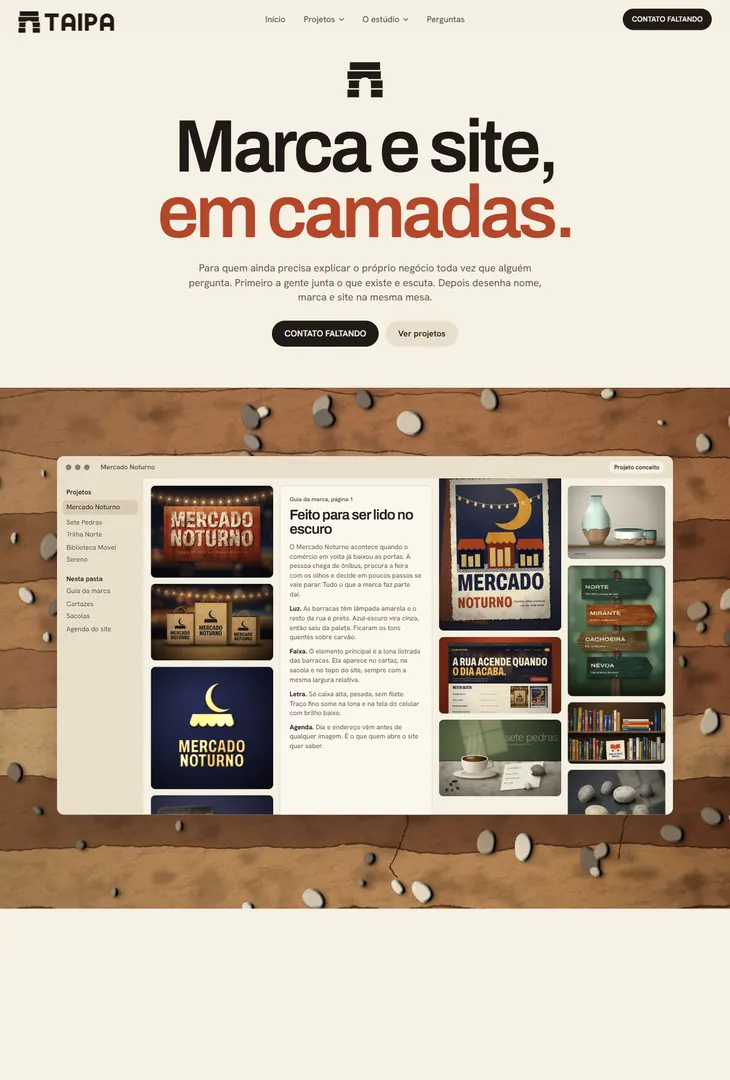 TAIPA
Início
Projetos
O estúdio
Perguntas
CONTATO FALTANDO
Marca e site,
em camadas.
Para quem ainda precisa explicar o próprio negócio toda vez que alguém
pergunta. Primeiro a gente junta o que existe e escuta. Depois desenha nome,
marca e site na mesma mesa.
CONTATO FALTANDO
Ver projetos
Mercado Noturno
Projeto conceito
Projetos
Mercado Noturno
Sete Pedras
Trilha Norte
Biblioteca Móvel
Sereno
Nesta pasta
Guia da marca
Cartazes
Sacolas
Agenda do site
MERCADO
NOTURNO
MERCADO
NOTURNO
MERCADO
NOTURNO
MERCADO
NOTURNO
MERCADO
NOTURNO
Guia da marca, página 1
Feito para ser lido no
escuro
O Mercado Noturno acontece quando o
comércio em volta já baixou as portas. A
pessoa chega de ônibus, procura a feira
com os olhos e decide em poucos passos se
vale parar. Tudo o que a marca faz parte
daí.
Luz. As barracas têm lâmpada amarela e o
resto da rua é preto. Azul-escuro vira cinza,
então saiu da paleta. Ficaram os tons
quentes sobre carvão.
Faixa. O elemento principal é a lona listrada
das barracas. Ela aparece no cartaz, na
sacola e no topo do site, sempre com a
mesma largura relativa.
Letra. Só caixa alta, pesada, sem filete.
Traço fino some na lona e na tela do celular
com brilho baixo.
Agenda. Dia e endereço vêm antes de
qualquer imagem. É o que quem abre o site
quer saber.
MERCADO
NOTURNO
A RUA ACENDE QUANDO
O DIA ACABA.
sete pedras
NORTE
MIRANTE
CACHOEIRA
NÉVOA